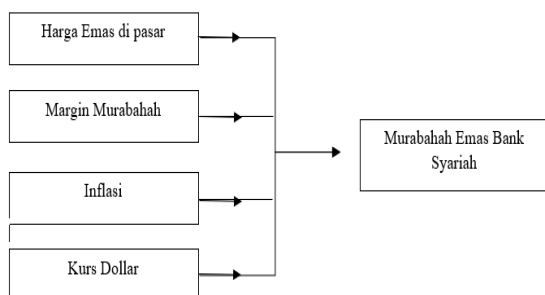 Harga Emas di pasar
Margin Murabahah
Inflasi
Kurs Dollar
Murabahah Emas Bank
Syariah